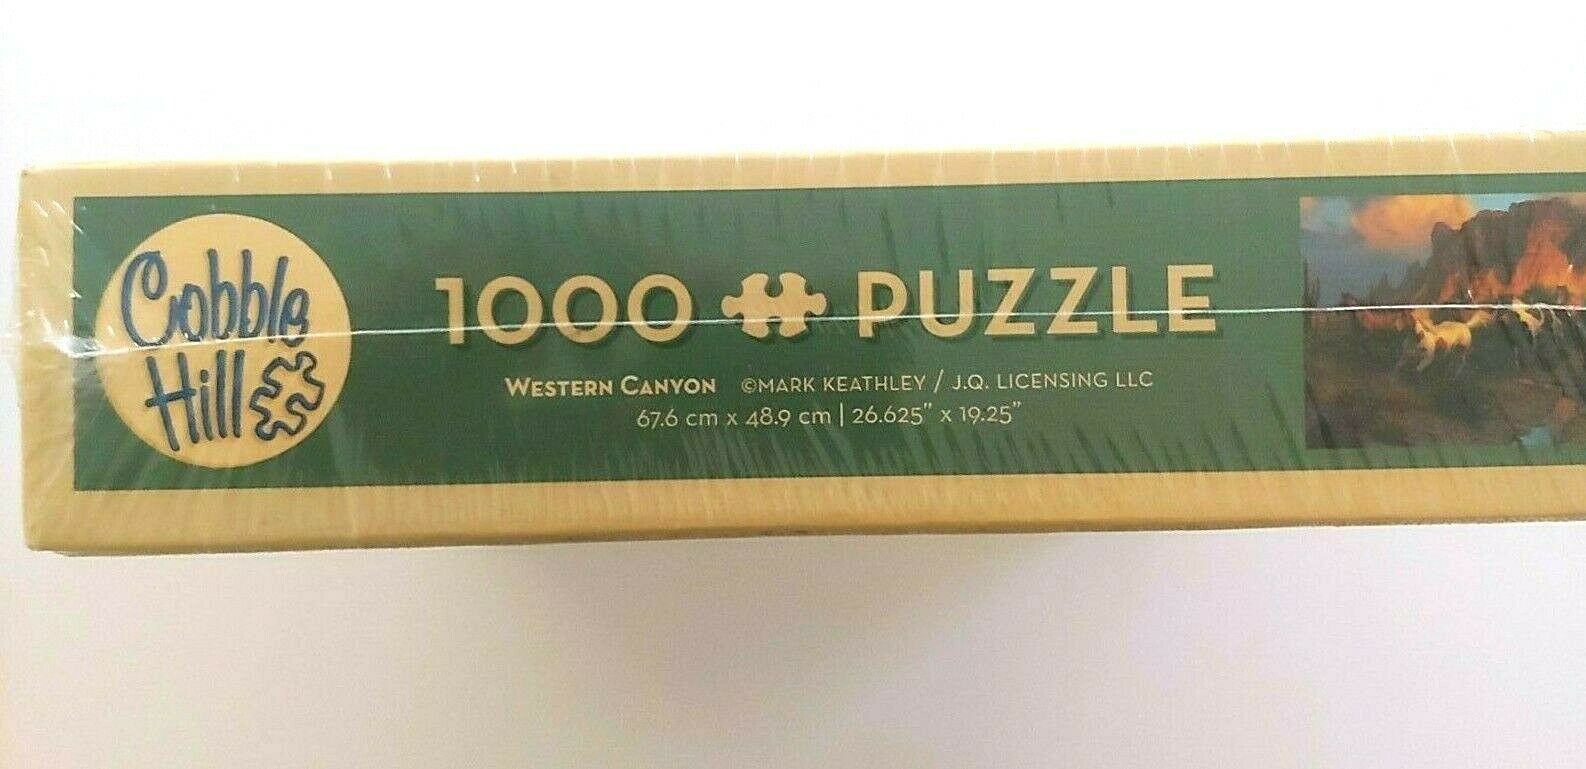 Cobble
Hill
1000 PUZZLE
WESTERN CANYON ©MARK KEATHLEY / J.Q. LICENSING LLC
67.6 cm x 48.9 cm | 26.625" x 19.25"